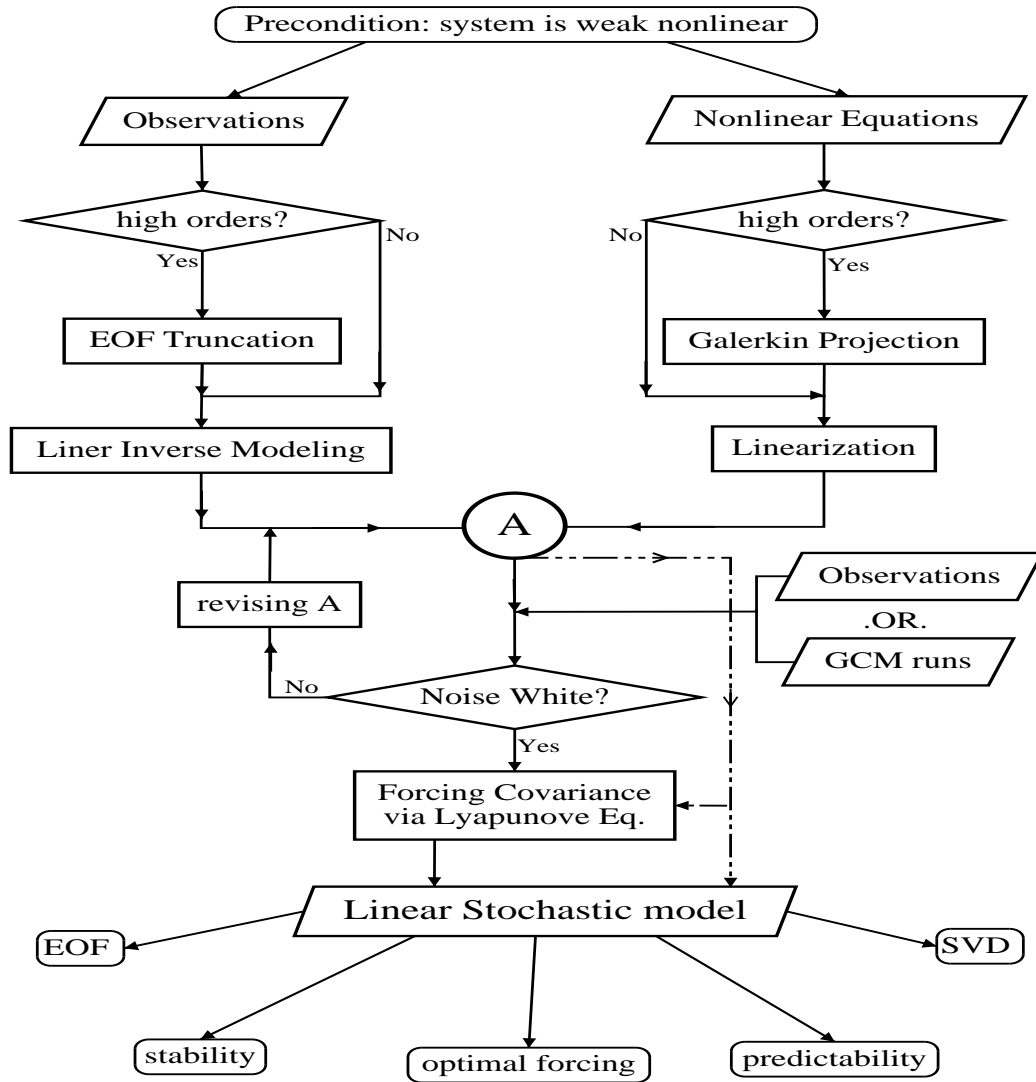 Precondition: system is weak nonlinear
Observations
Nonlinear Equations
high orders?
No
Yes
high orders?
No
Yes
EOF Truncation
Galerkin Projection
Liner Inverse Modeling
Linearization
A
revising A
Observations
.OR.
GCM runs
Noise White?
No
Yes
Forcing Covariance
via Lyapunove Eq.
Linear Stochastic model
EOF
SVD
stability
optimal forcing
predictability